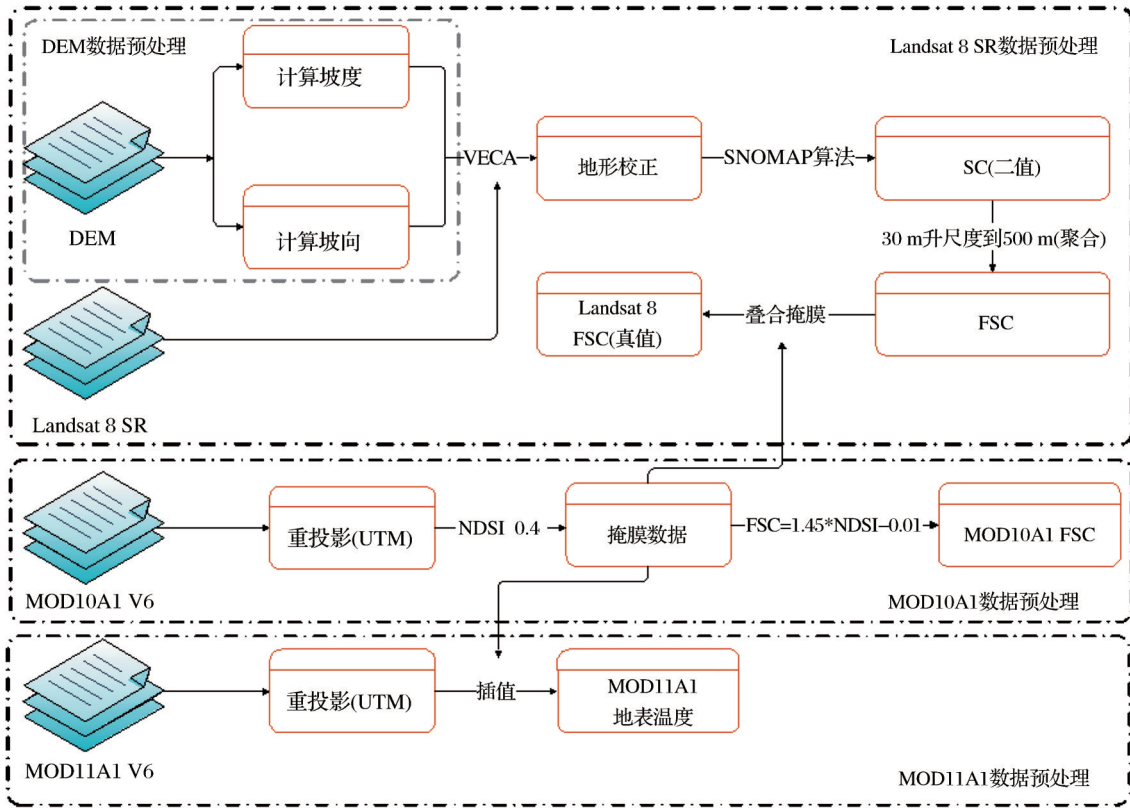 DEM数据预处理
Landsat 8 SR数据预处理
计算坡度
DEM
计算坡向
VECA
地形校正
SNOMAP算法
SC(二值)
30 m升尺度到500 m(聚合)
FSC
叠合掩膜
Landsat 8
FSC(真值)
Landsat 8 SR
MOD10A1 V6
重投影(UTM)
NDSI 0.4
掩膜数据
FSC=1.45*NDSI-0.01
MOD10A1 FSC
MOD10A1数据预处理
MOD11A1 V6
重投影(UTM)
插值
MOD11A1
地表温度
MOD11A1数据预处理